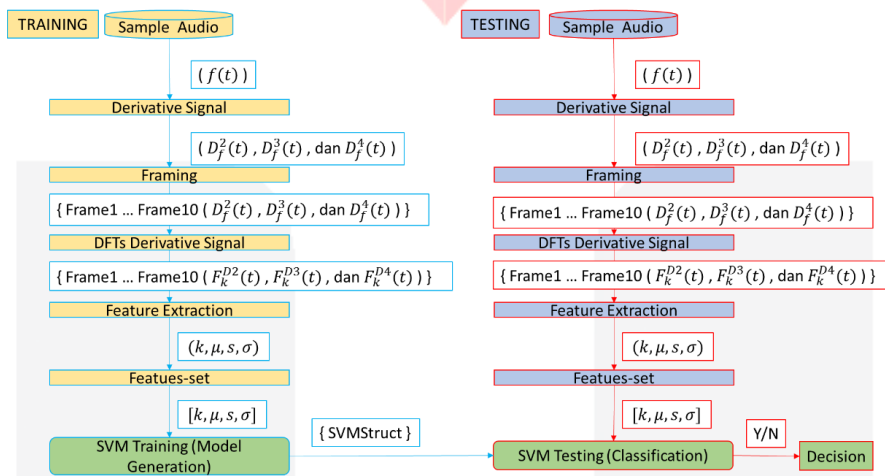 TRAINING
Sample Audio
( f(t) )
Derivative Signal
( D_f^2(t) , D_f^3(t) , dan D_f^4(t) )
Framing
{ Frame1 … Frame10 ( D_f^2(t) , D_f^3(t) , dan D_f^4(t) ) }
DFTs Derivative Signal
{ Frame1 … Frame10 (F_k^{D2}(t) , F_k^{D3}(t) , dan F_k^{D4}(t) ) }
Feature Extraction
(k, μ, s, σ)
Featues-set
[k, μ, s, σ]
SVM Training (Model
Generation)
{ SVMStruct }
TESTING
Sample Audio
( f(t) )
Derivative Signal
( D_f^2(t) , D_f^3(t) , dan D_f^4(t) )
Framing
{ Frame1 … Frame10 ( D_f^2(t) , D_f^3(t) , dan D_f^4(t) ) }
DFTs Derivative Signal
{ Frame1 … Frame10 (F_k^{D2}(t) , F_k^{D3}(t) , dan F_k^{D4}(t) ) }
Feature Extraction
(k, μ, s, σ)
Featues-set
[k, μ, s, σ]
SVM Testing (Classification)
Y/N
Decision